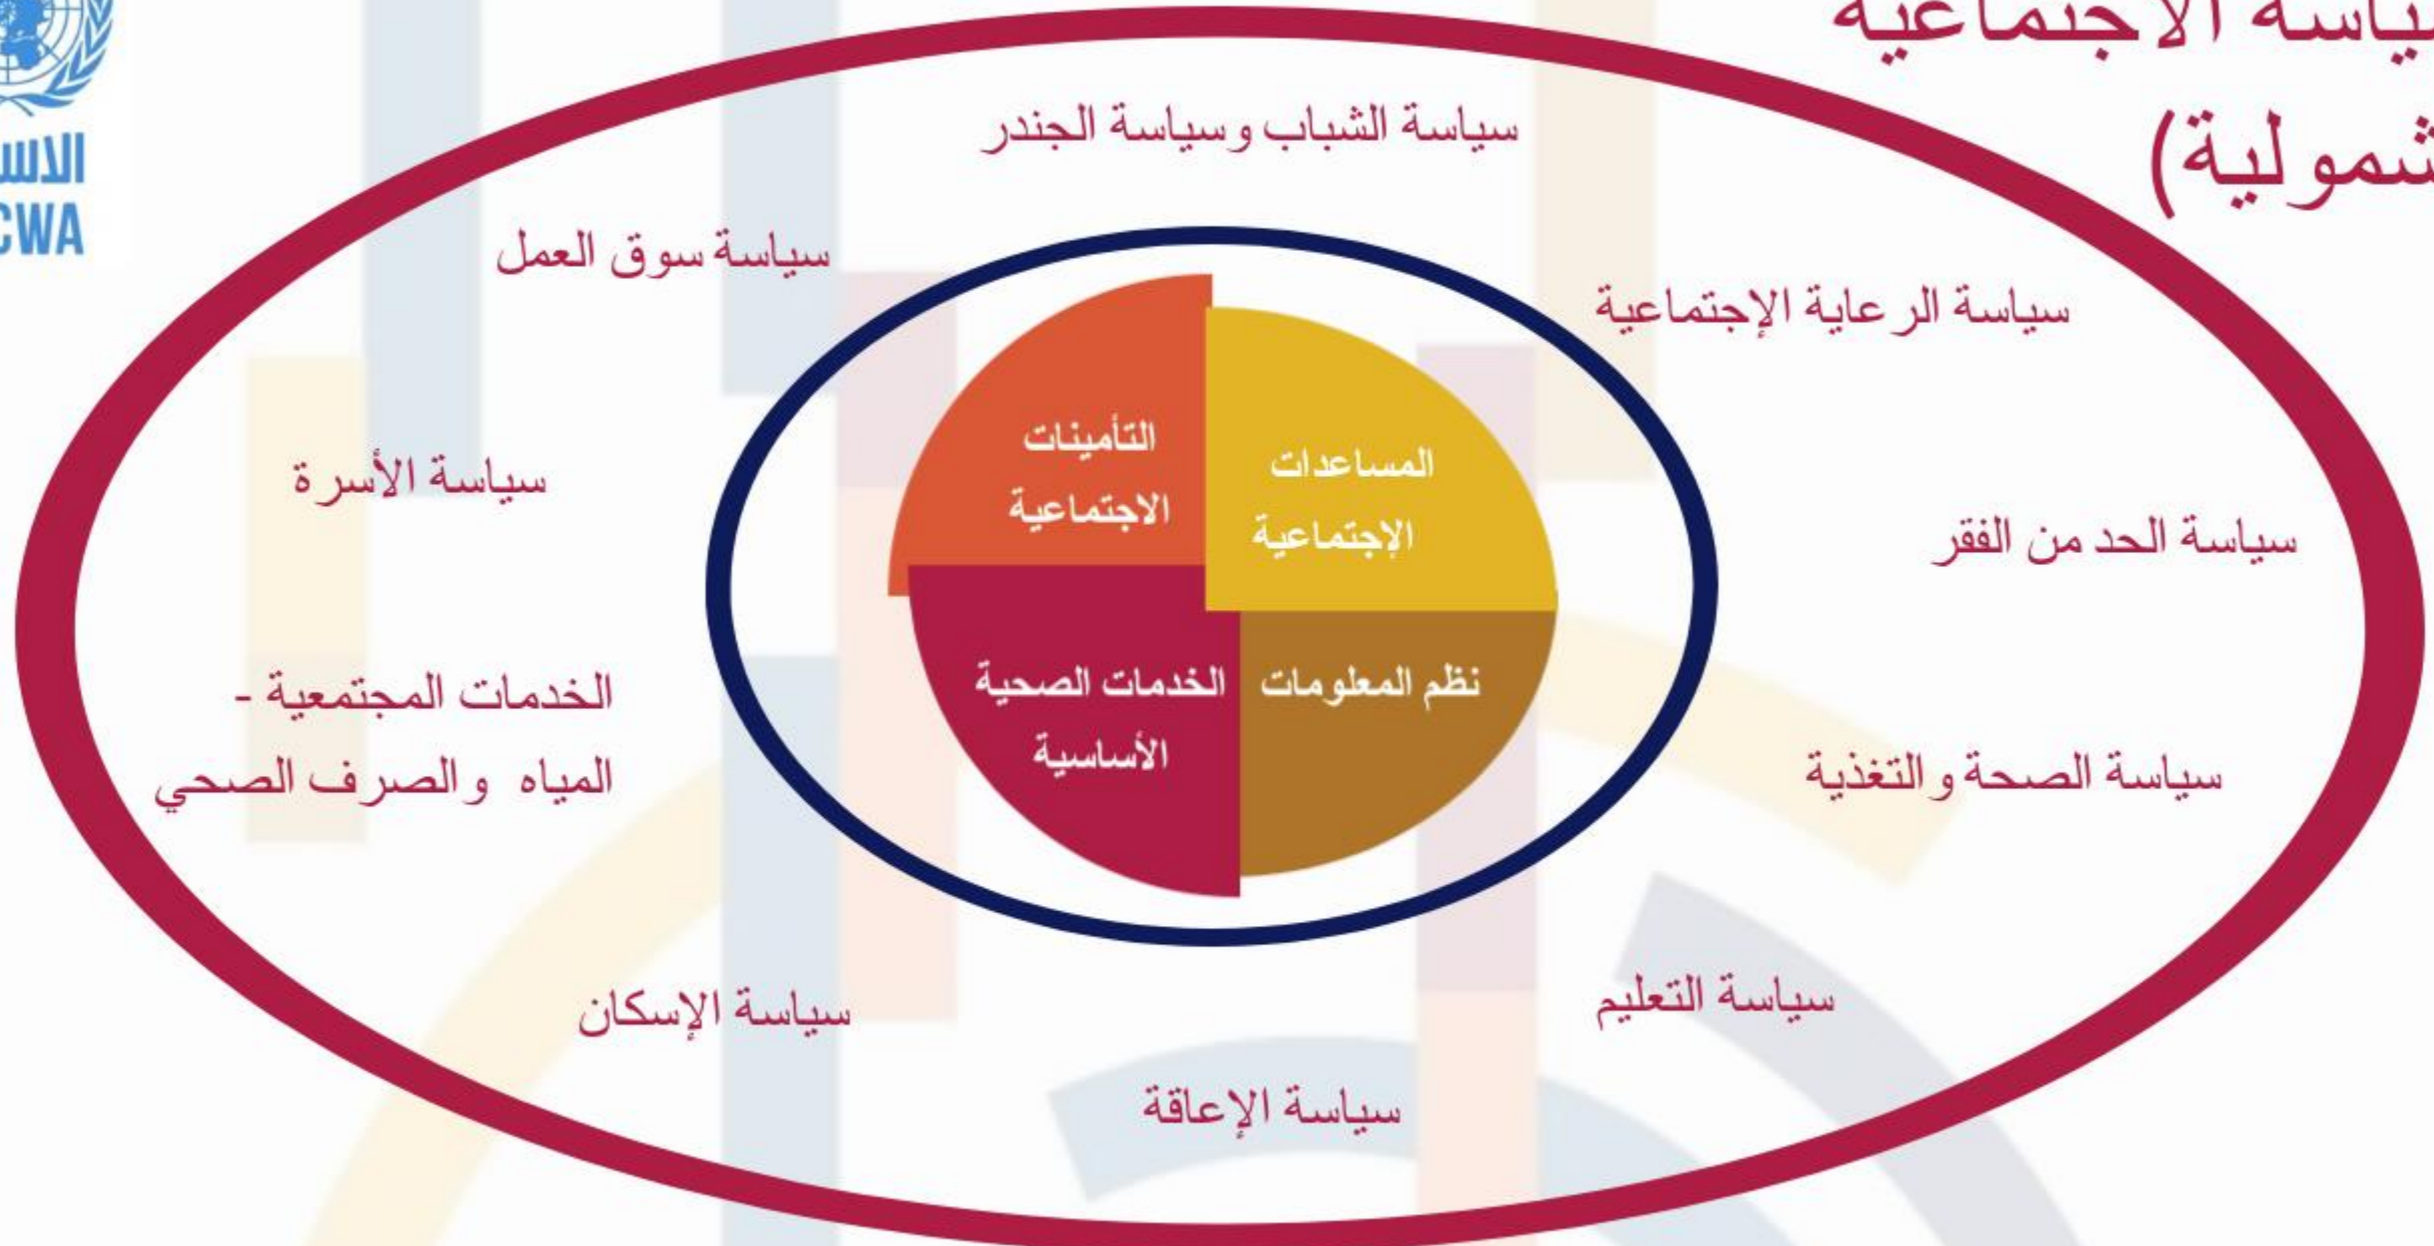 الاجتماعية
سياسة الشباب وسياسة الجندر
سياسة سوق العمل
سياسة الرعاية الإجتماعية
سياسة الأسرة
سياسة الحد من الفقر
الخدمات المجتمعية -
المياه والصرف الصحي
سياسة الصحة والتغذية
سياسة الإسكان
سياسة التعليم
سياسة الإعاقة
التأمينات
الاجتماعية
المساعدات
الإجتماعية
الخدمات الصحية
الأساسية
نظم المعلومات